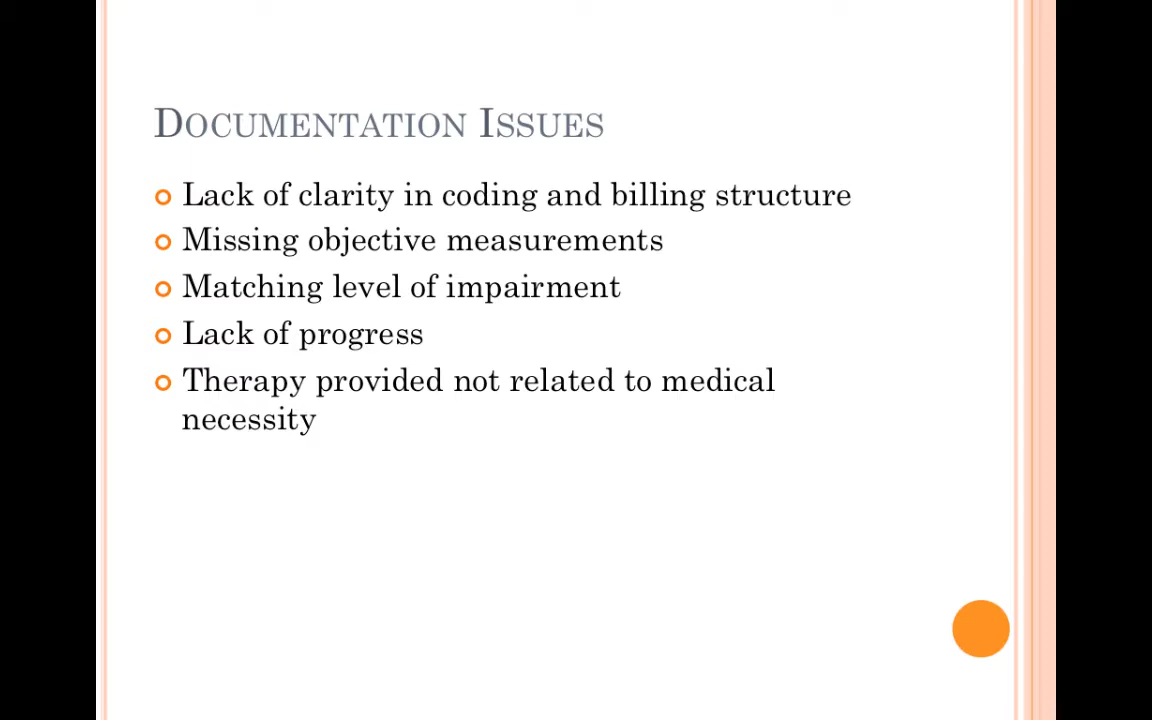 Documentation Issues
Lack of clarity in coding and billing structure
Missing objective measurements
Matching level of impairment
Lack of progress
Therapy provided not related to medical
necessity